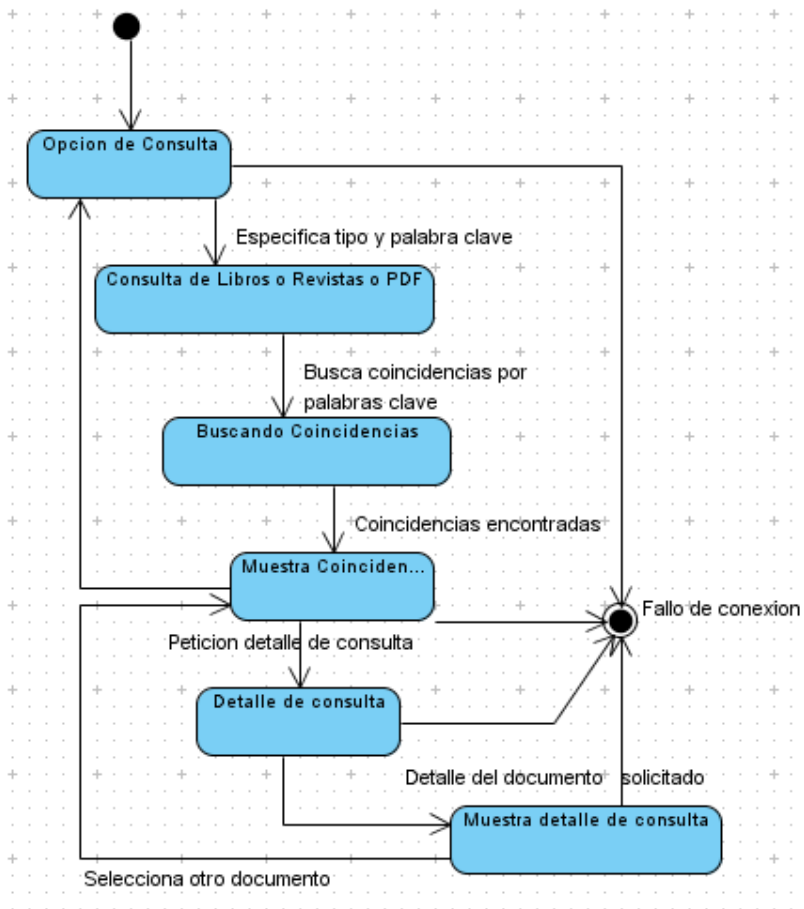 Opcion de Consulta
Especifica tipo y palabra clave
Consulta de Libros o Revistas o PDF
Busca coincidencias por
palabras clave
Buscando Coincidencias
Coincidencias encontradas
Muestra Coinciden...
Fallo de conexion
Peticion detalle de consulta
Detalle de consulta
Detalle del documento solicitado
Muestra detalle de consulta
Selecciona otro documento